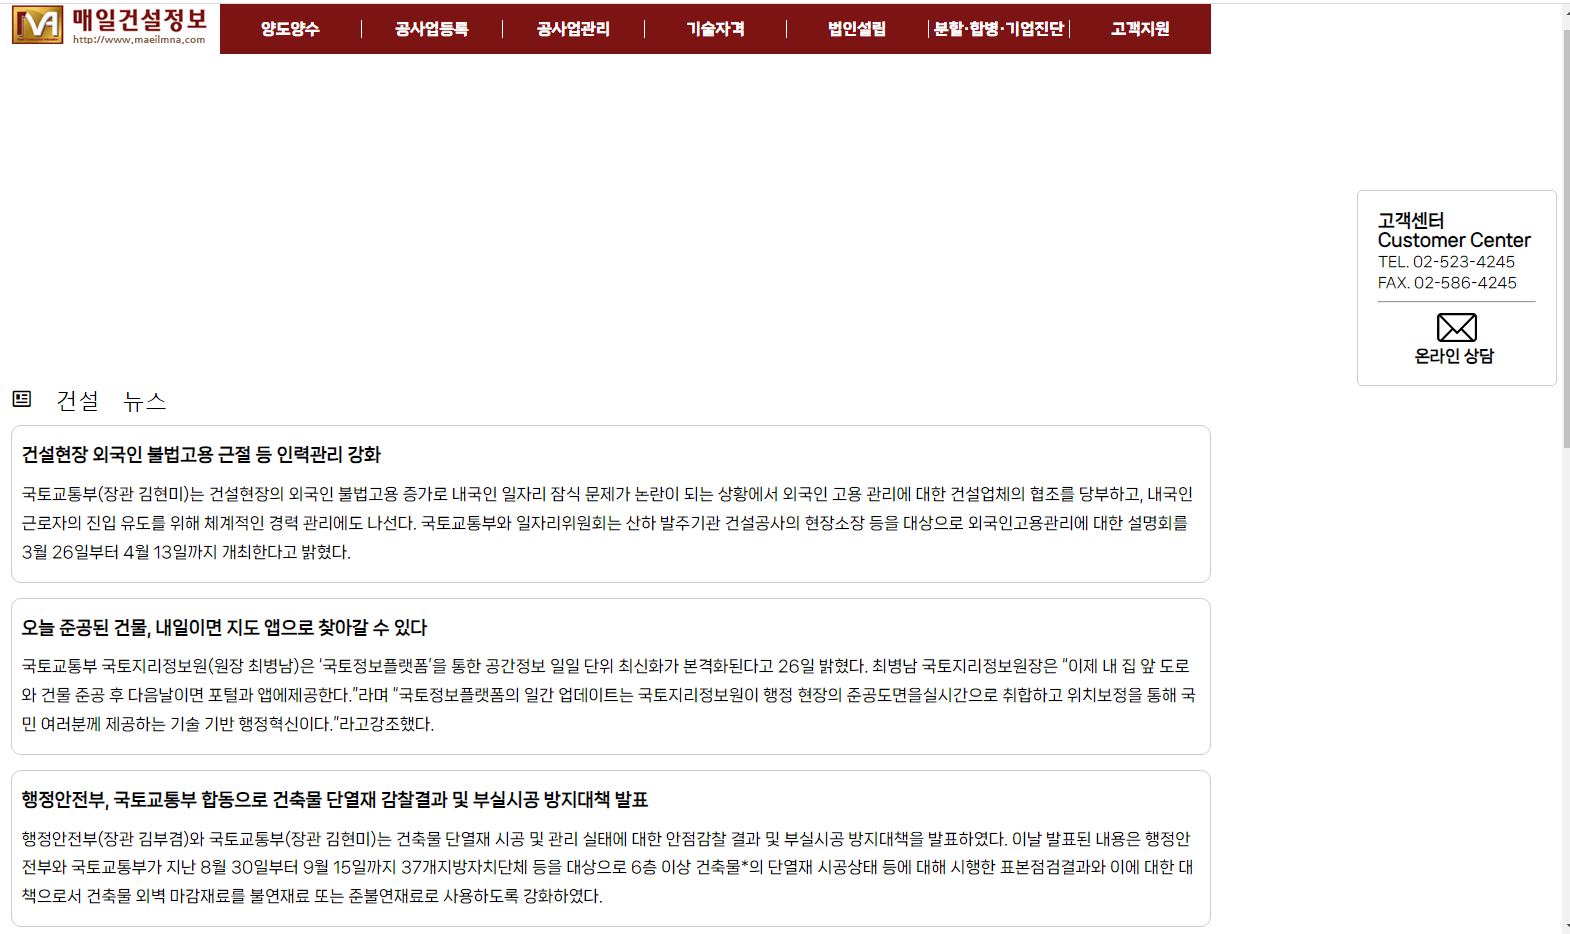 매일건설정보
http://www.maeilmna.com
양도양수
공사업등록
공사업관리
기술자격
법인설립
분할·합병·기업진단
고객지원
고객센터
Customer Center
TEL. 02-523-4245
FAX. 02-586-4245
온라인 상담
건설 뉴스
건설현장 외국인 불법고용 근절 등 인력관리 강화
국토교통부(장관 김현미)는 건설현장의 외국인 불법고용 증가로 내국인 일자리 잠식 문제가 논란이 되는 상황에서 외국인 고용 관리에 대한 건설업체의 협조를 당부하고, 내국인
근로자의 진입 유도를 위해 체계적인 경력 관리에도 나선다. 국토교통부와 일자리위원회는 산하 발주기관 건설공사의 현장소장 등을 대상으로 외국인고용관리에 대한 설명회를
3월 26일부터 4월 13일까지 개최한다고 밝혔다.
오늘 준공된 건물, 내일이면 지도 앱으로 찾아갈 수 있다
국토교통부 국토지리정보원(원장 최병남)은 '국토정보플랫폼'을 통한 공간정보 일일 단위 최신화가 본격화된다고 26일 밝혔다. 최병남 국토지리정보원장은 "이제 내 집 앞 도로
와 건물 준공 후 다음날이면 포털과 앱에제공한다."라며 "국토정보플랫폼의 일간 업데이트는 국토지리정보원이 행정 현장의 준공도면을실시간으로 취합하고 위치보정을 통해 국
민 여러분께 제공하는 기술 기반 행정혁신이다."라고강조했다.
행정안전부, 국토교통부 합동으로 건축물 단열재 감찰결과 및 부실시공 방지대책 발표
행정안전부(장관 김부겸)와 국토교통부(장관 김현미)는 건축물 단열재 시공 및 관리 실태에 대한 안점감찰 결과 및 부실시공 방지대책을 발표하였다. 이날 발표된 내용은 행정안
전부와 국토교통부가 지난 8월 30일부터 9월 15일까지 37개지방자치단체 등을 대상으로 6층 이상 건축물*의 단열재 시공상태 등에 대해 시행한 표본점검결과와 이에 대한 대
책으로서 건축물 외벽 마감재료를 불연재료 또는 준불연재료로 사용하도록 강화하였다.